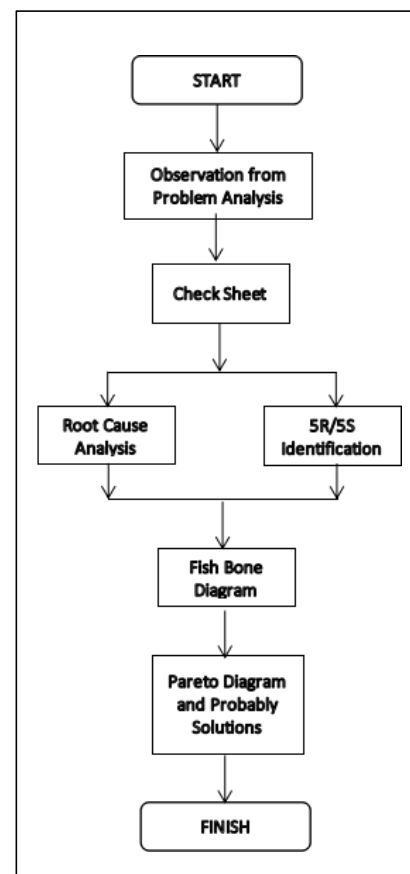 START
Observation from
Problem Analysis
Check Sheet
Root Cause
Analysis
5R/5S
Identification
Fish Bone
Diagram
Pareto Diagram
and Probably
Solutions
FINISH